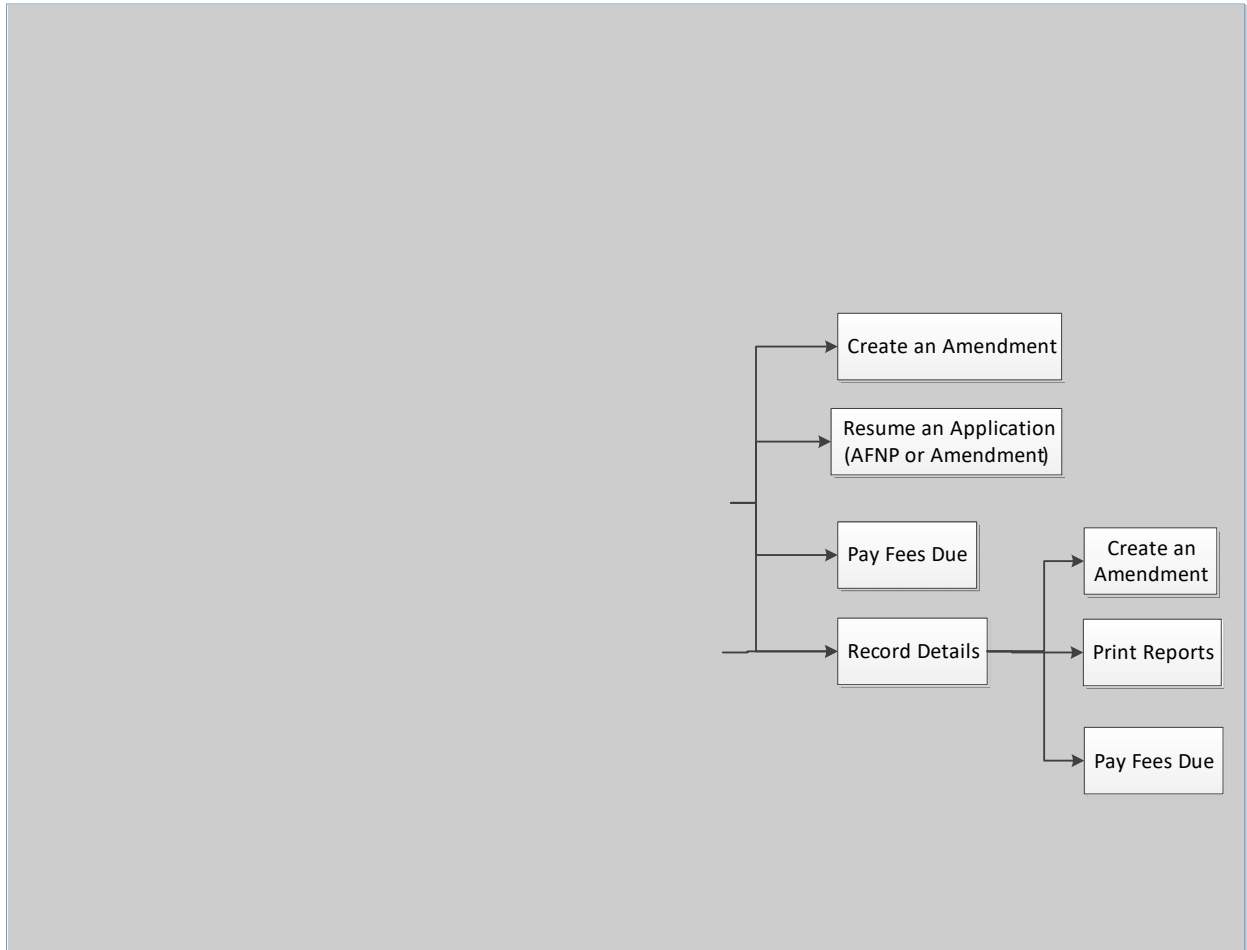 Create an Amendment
Resume an Application
(AFNP or Amendment)
Pay Fees Due
Record Details
Create an
Amendment
Print Reports
Pay Fees Due